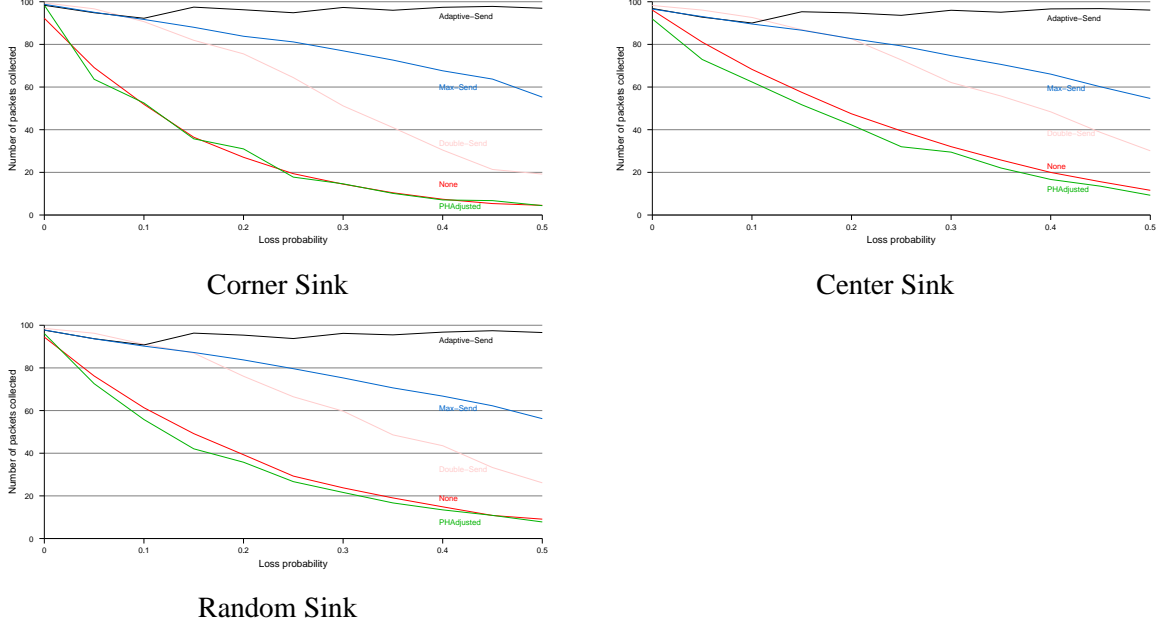 100
80
60
40
20
0
Number of packets collected
Adaptive−Send
Max−Send
Double−Send
None
PHAdjusted
0 0.1 0.2 0.3 0.4 0.5
Loss probability
Corner Sink
100
80
60
40
20
0
Number of packets collected
Adaptive−Send
Max−Send
Double−Send
None
PHAdjusted
0 0.1 0.2 0.3 0.4 0.5
Loss probability
Center Sink
100
80
60
40
20
0
Number of packets collected
Adaptive−Send
Max−Send
Double−Send
None
PHAdjusted
0 0.1 0.2 0.3 0.4 0.5
Loss probability
Random Sink